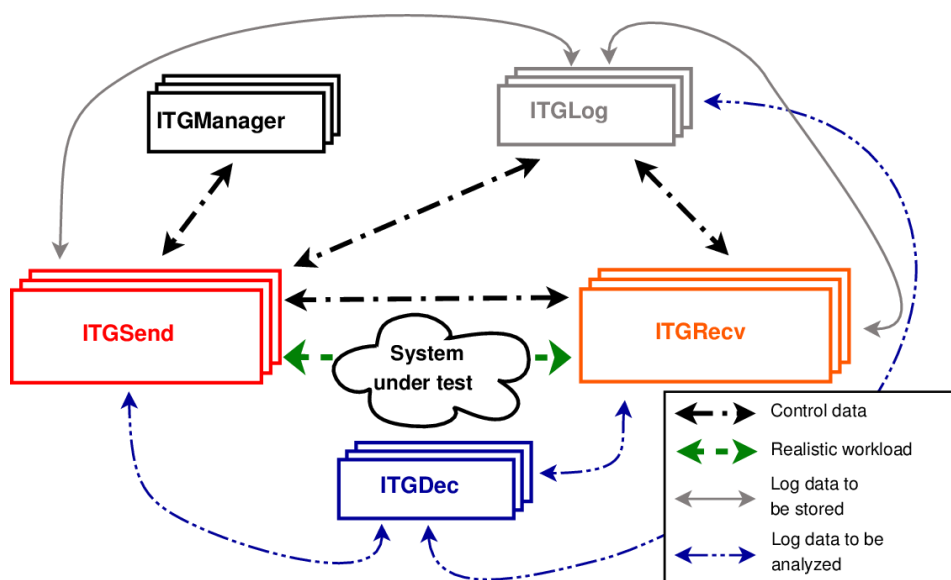 ITGManager
ITGLog
ITGSend
ITGRecv
System
under test
ITGDec
Control data
Realistic workload
Log data to
be stored
Log data to be
analyzed